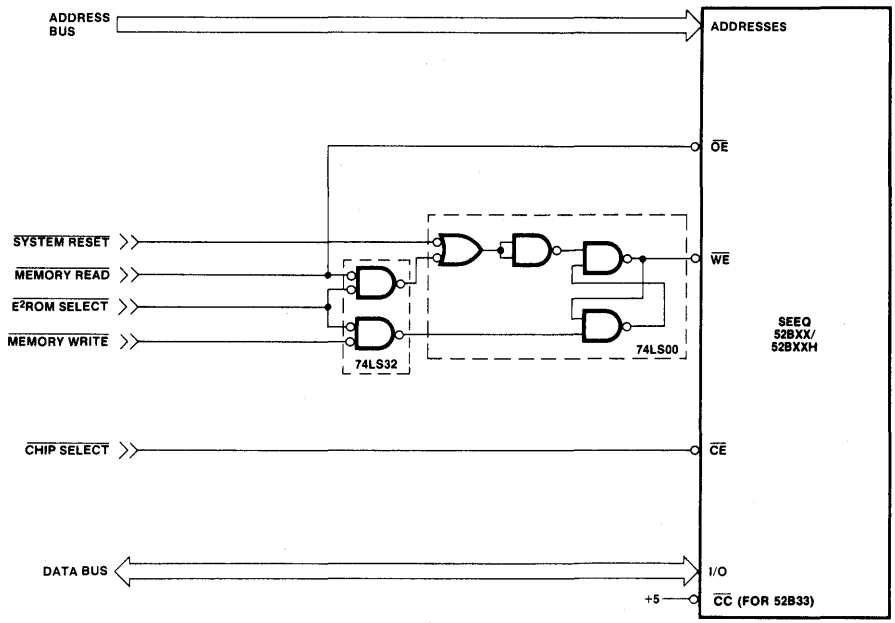 ADDRESS
BUS
ADDRESSES
OE
SYSTEM RESET
MEMORY READ
E²ROM SELECT
MEMORY WRITE
WE
74LS32
74LS00
SEEQ
52BXX/
52BXXH
CHIP SELECT
CE
DATA BUS
I/O
+5
CC (FOR 52B33)